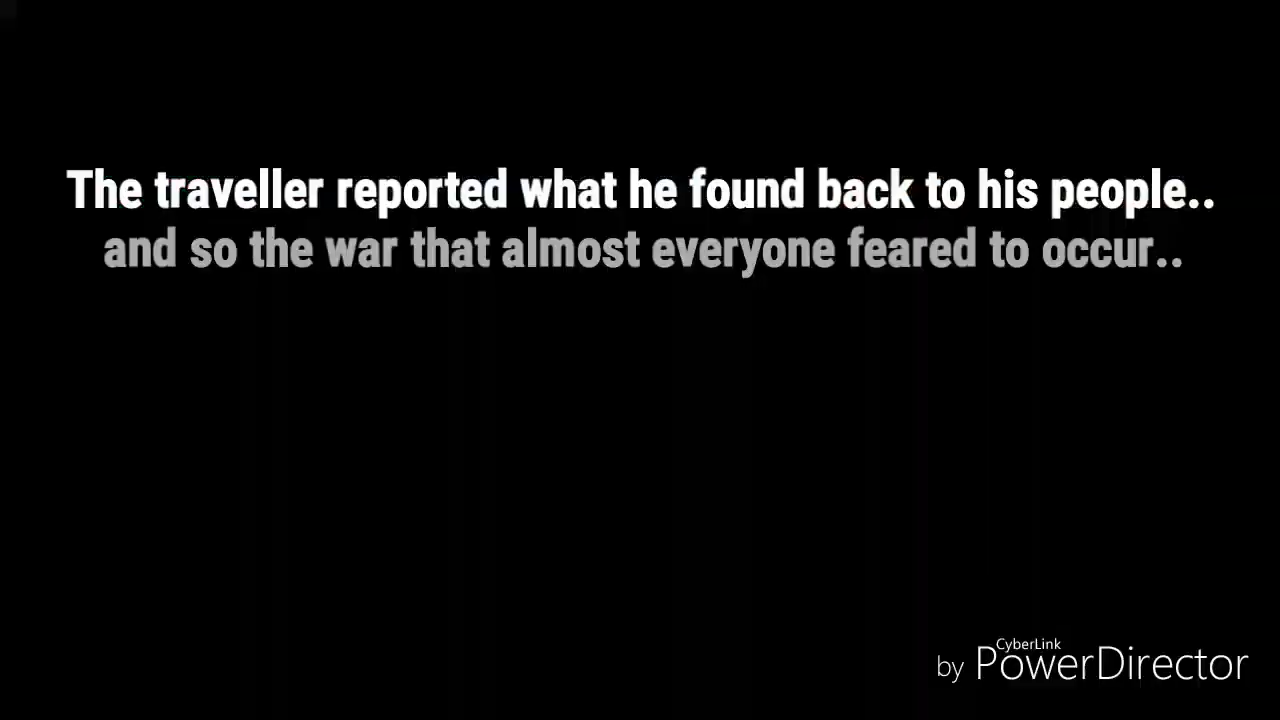 The traveller reported what he found back to his people..
and so the war that almost everyone feared to occur..
CyberLink
by PowerDirector